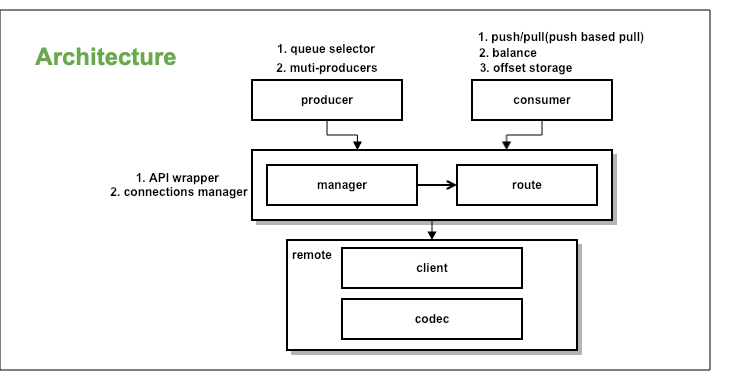 Architecture
1. queue selector
2. muti-producers
1. push/pull(push based pull)
2. balance
3. offset storage
producer
consumer
1. API wrapper
2. connections manager
manager
route
remote
client
codec